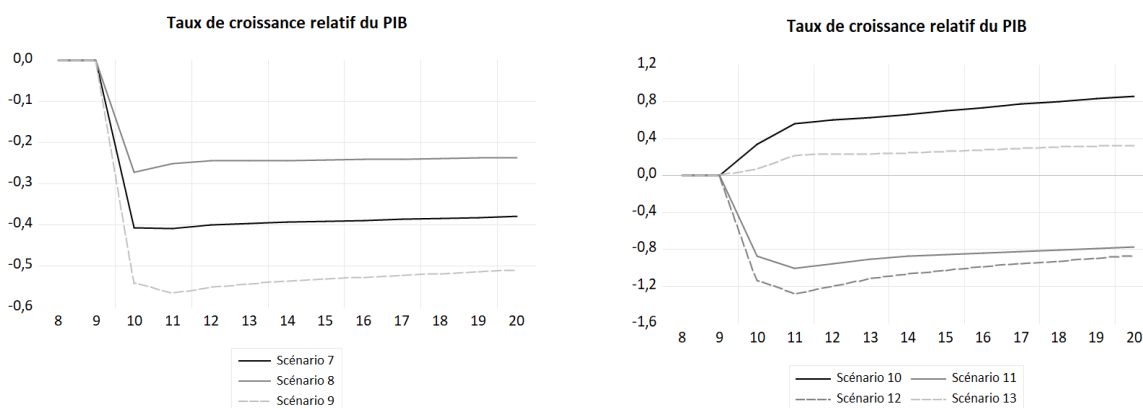 Taux de croissance relatif du PIB
0,0
-0,1
-0,2
-0,3
-0,4
-0,5
-0,6
8 9 10 11 12 13 14 15 16 17 18 19 20
Scénario 7
Scénario 8
Scénario 9
Taux de croissance relatif du PIB
1,2
0,8
0,4
0,0
-0,4
-0,8
-1,2
-1,6
8 9 10 11 12 13 14 15 16 17 18 19 20
Scénario 10 Scénario 11
Scénario 12 Scénario 13